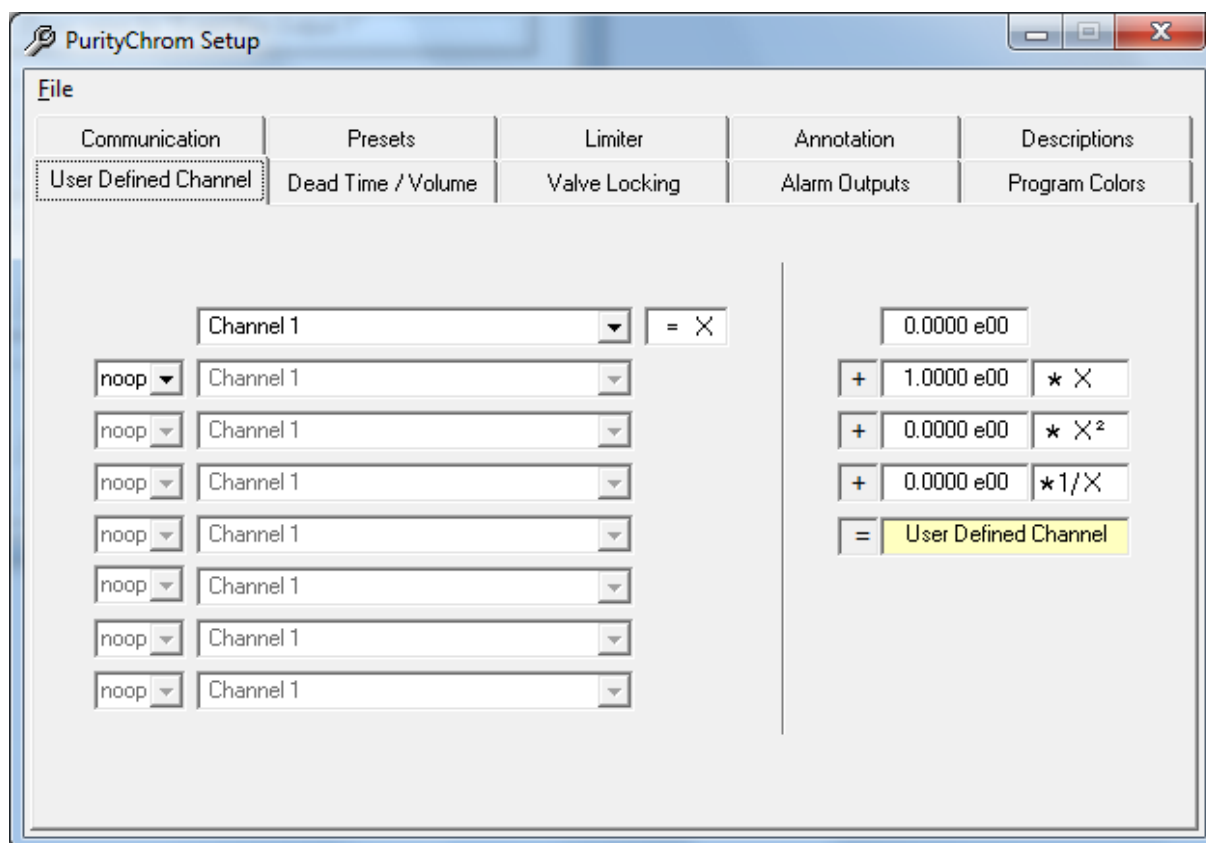 PurityChrom Setup
File
Communication Presets Limiter Annotation Descriptions
User Defined Channel Dead Time / Volume Valve Locking Alarm Outputs Program Colors
Channel 1 = X 0.0000 e00
noop Channel 1 + 1.0000 e00 * X
noop Channel 1 + 0.0000 e00 * X²
noop Channel 1 + 0.0000 e00 *1/X
noop Channel 1 = User Defined Channel
noop Channel 1
noop Channel 1
noop Channel 1